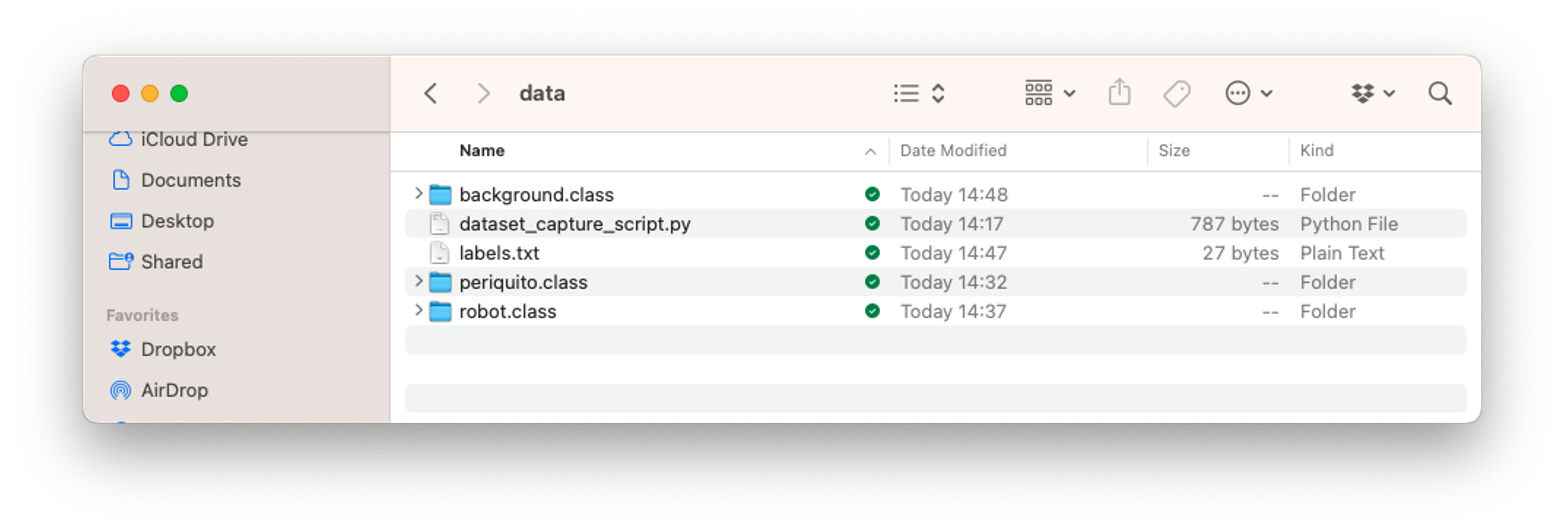 data
iCloud Drive
Documents
Desktop
Shared
Favorites
Dropbox
AirDrop
Name Date Modified Size Kind
background.class Today 14:48 -- Folder
dataset_capture_script.py Today 14:17 787 bytes Python File
labels.txt Today 14:47 27 bytes Plain Text
periquito.class Today 14:32 -- Folder
robot.class Today 14:37 -- Folder